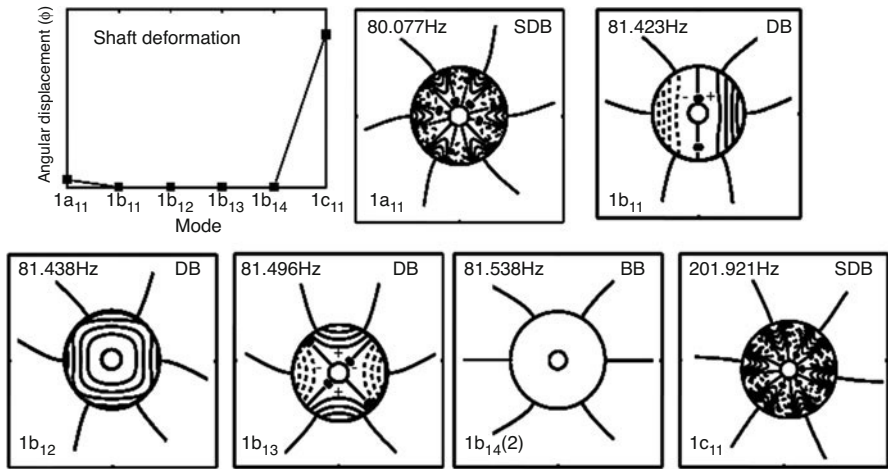 Angular displacement (ϕ)
Shaft deformation
1a₁₁ 1b₁₁ 1b₁₂ 1b₁₃ 1b₁₄ 1c₁₁
Mode
80.077Hz SDB
1a₁₁
81.423Hz DB
- +
1b₁₁
81.438Hz DB
1b₁₂
81.496Hz DB
+
- -
+
1b₁₃
81.538Hz BB
1b₁₄(2)
201.921Hz SDB
1c₁₁